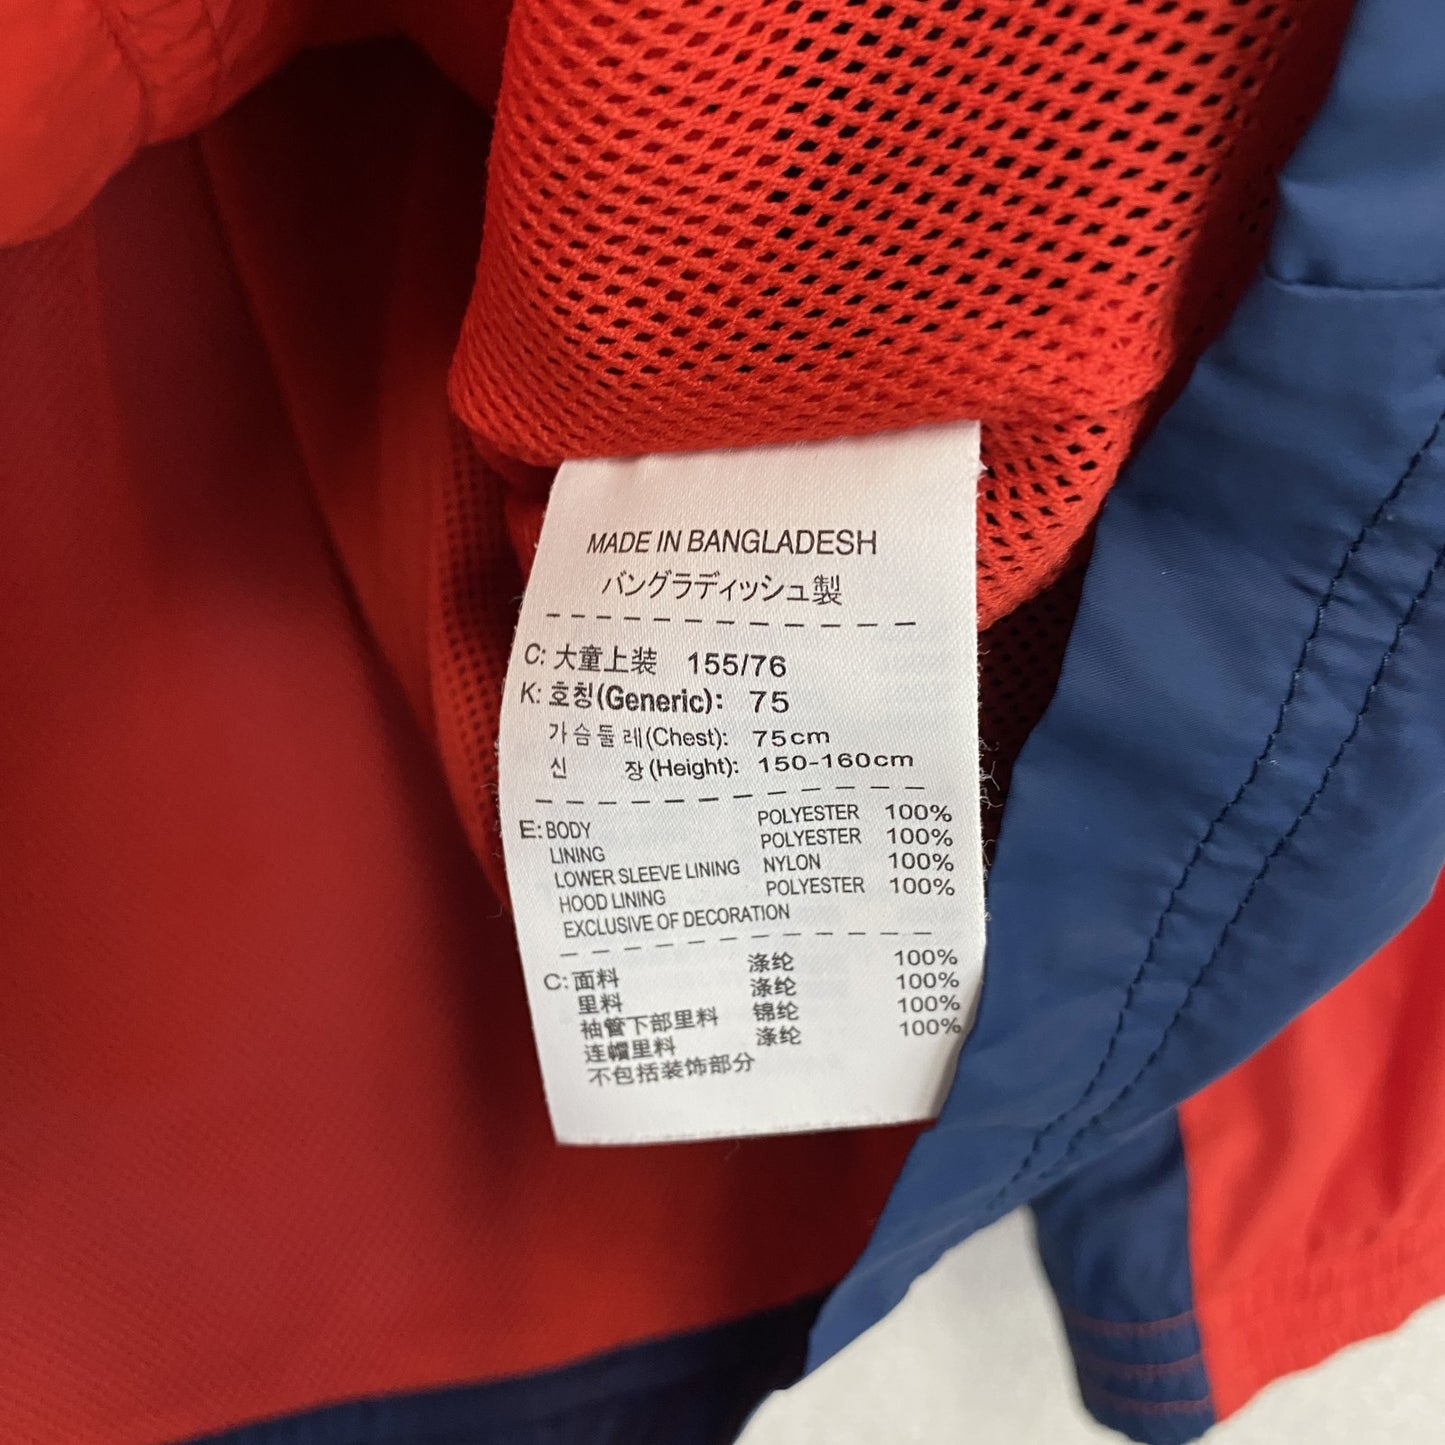 MADE IN BANGLADESH
バングラディッシュ製
C: 大童上装 155/76
K: 호칭(Generic): 75
가슴둘레(Chest): 75cm
신 장(Height): 150-160cm
E: BODY POLYESTER 100%
LINING POLYESTER 100%
LOWER SLEEVE LINING NYLON 100%
HOOD LINING POLYESTER 100%
EXCLUSIVE OF DECORATION
C: 面料 涤纶 100%
里料 涤纶 100%
袖管下部里料 锦纶 100%
连帽里料 涤纶 100%
不包括装饰部分